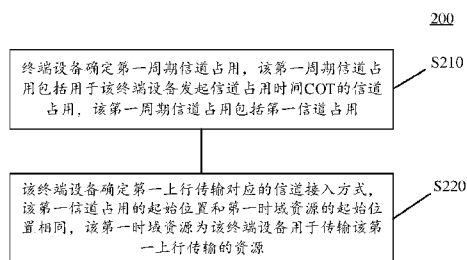 200
终端设备确定第一周期信道占用，该第一周期信道占
用包括用于该终端设备发起信道占用时间COT的信道
占用，该第一周期信道占用包括第一信道占用
S210
该终端设备确定第一上行传输对应的信道接入方式，
该第一信道占用的起始位置和第一时域资源的起始位
置相同，该第一时域资源为该终端设备用于传输该第
一上行传输的资源
S220